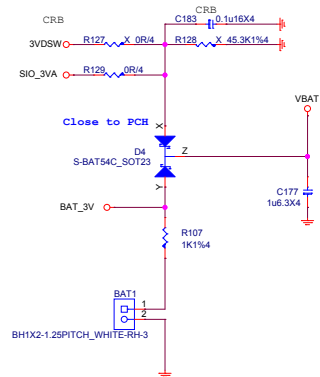 CRB
CRB
C183 0.1u16X4
3VDSW
R127 X 0R/4
R128 X 45.3K1%4
SIO_3VA
R129 0R/4
VBAT
Close to PCH
X
D4
S-BAT54C_SOT23
Z
Y
C177
1u6.3X4
BAT_3V
R107
1K1%4
BAT1
1
2
BH1X2-1.25PITCH_WHITE-RH-3